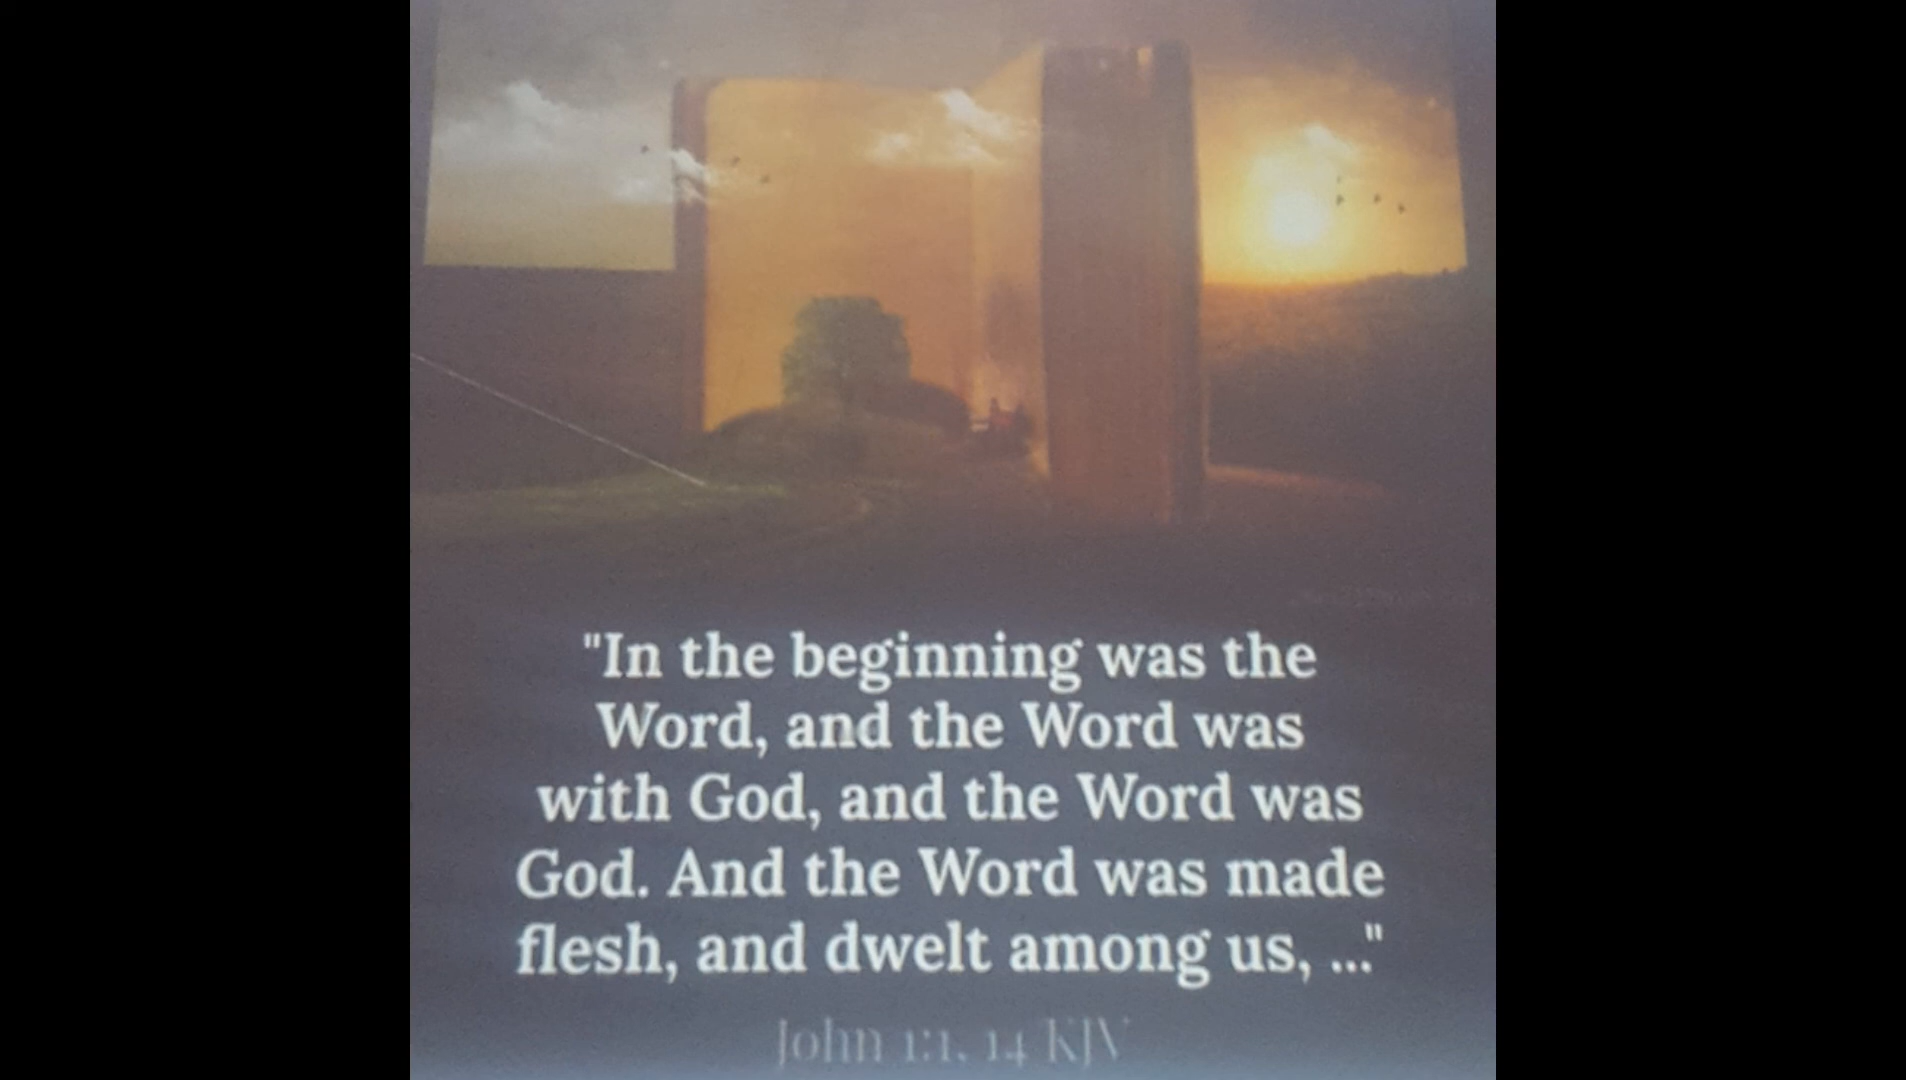 "In the beginning was the
Word, and the Word was
with God, and the Word was
God. And the Word was made
flesh, and dwelt among us, ..."
John 1:1, 14 KJV